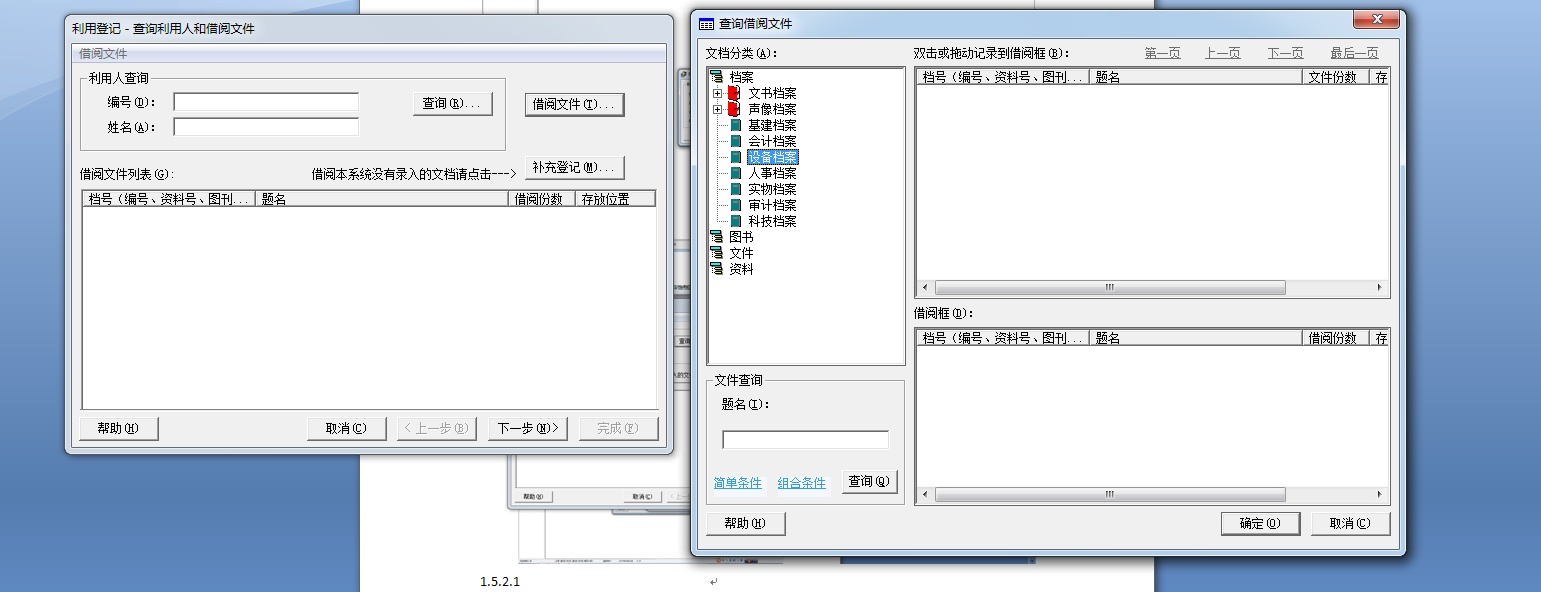 利用登记 - 查询利用人和借阅文件
借阅文件
利用人查询
编号(D):
查询(R)...
借阅文件(T)...
姓名(A):
借阅文件列表(G):
借阅本系统没有录入的文档请点击--->
补充登记(M)...
档号（编号、资料号、图刊... 题名 借阅份数 存放位置
帮助(H)
取消(C)
<上一步(B)
下一步(N)>
完成(F)
查询借阅文件
文档分类(A):
档案
文书档案
声像档案
基建档案
会计档案
设备档案
人事档案
实物档案
审计档案
科技档案
图书
文件
资料
文件查询
题名(I):
简单条件
组合条件
查询(Q)
帮助(H)
双击或拖动记录到借阅框(B):
第一页
上一页
下一页
最后一页
档号（编号、资料号、图刊... 题名 文件份数 存
借阅框(D):
档号（编号、资料号、图刊... 题名 借阅份数 存
确定(O)
取消(C)
帮助(H)
取消(C)
1.5.2.1